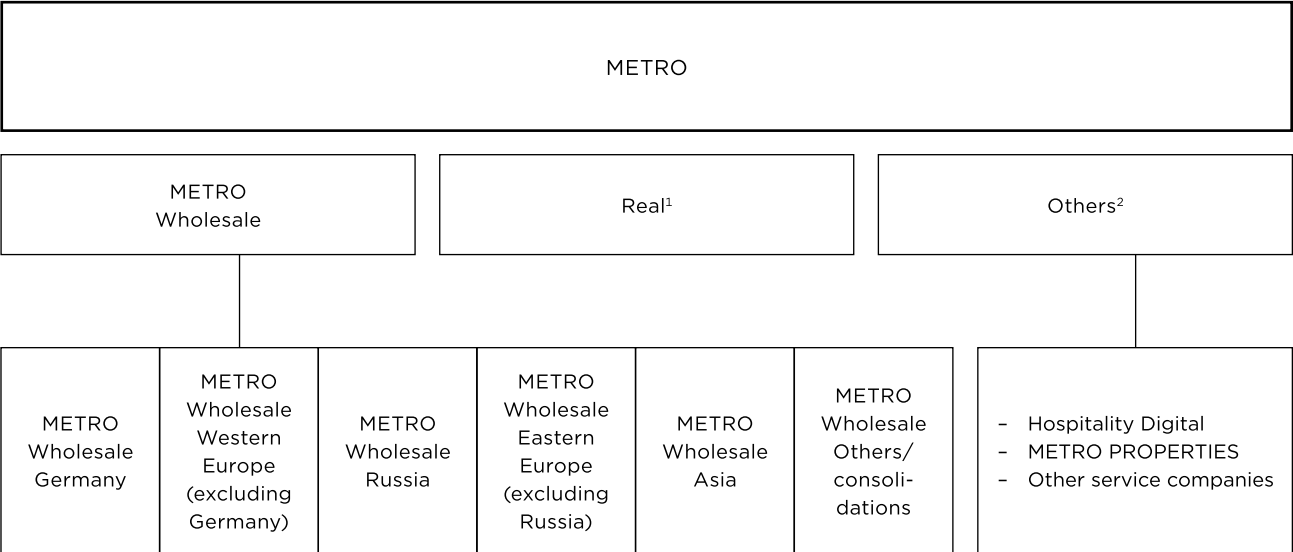 METRO
METRO
Wholesale
Real¹
Others²
METRO
Wholesale
Germany
METRO
Wholesale
Western
Europe
(excluding
Germany)
METRO
Wholesale
Russia
METRO
Wholesale
Eastern
Europe
(excluding
Russia)
METRO
Wholesale
Asia
METRO
Wholesale
Others/
consoli-
dations
– Hospitality Digital
– METRO PROPERTIES
– Other service companies